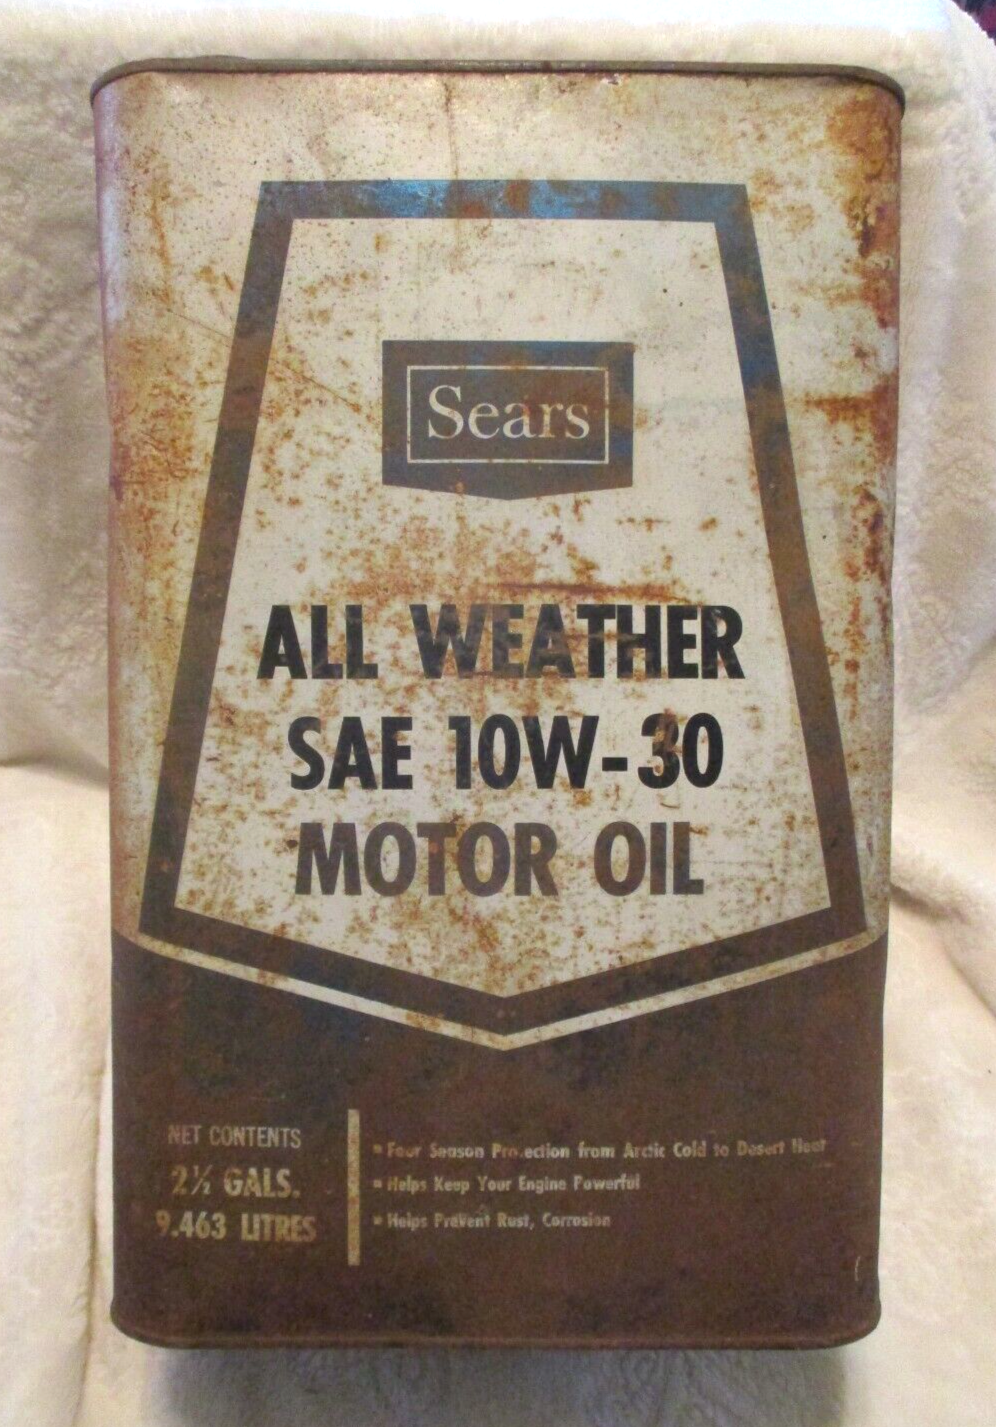 Sears
ALL WEATHER
SAE 10W-30
MOTOR OIL
NET CONTENTS
2½ GALS.
9.463 LITRES
▪ Four Season Protection from Arctic Cold to Desert Heat
▪ Helps Keep Your Engine Powerful
▪ Helps Prevent Rust, Corrosion